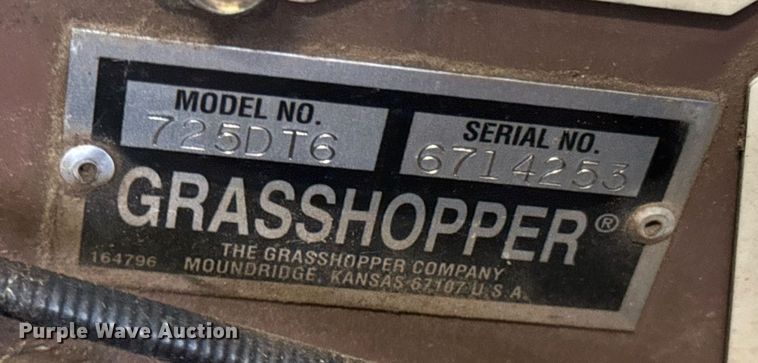 MODEL NO.
725DT6
SERIAL NO.
6714253
GRASSHOPPER®
THE GRASSHOPPER COMPANY
164796 MOUNDRIDGE, KANSAS 67107 U.S.A.
Purple Wave Auction